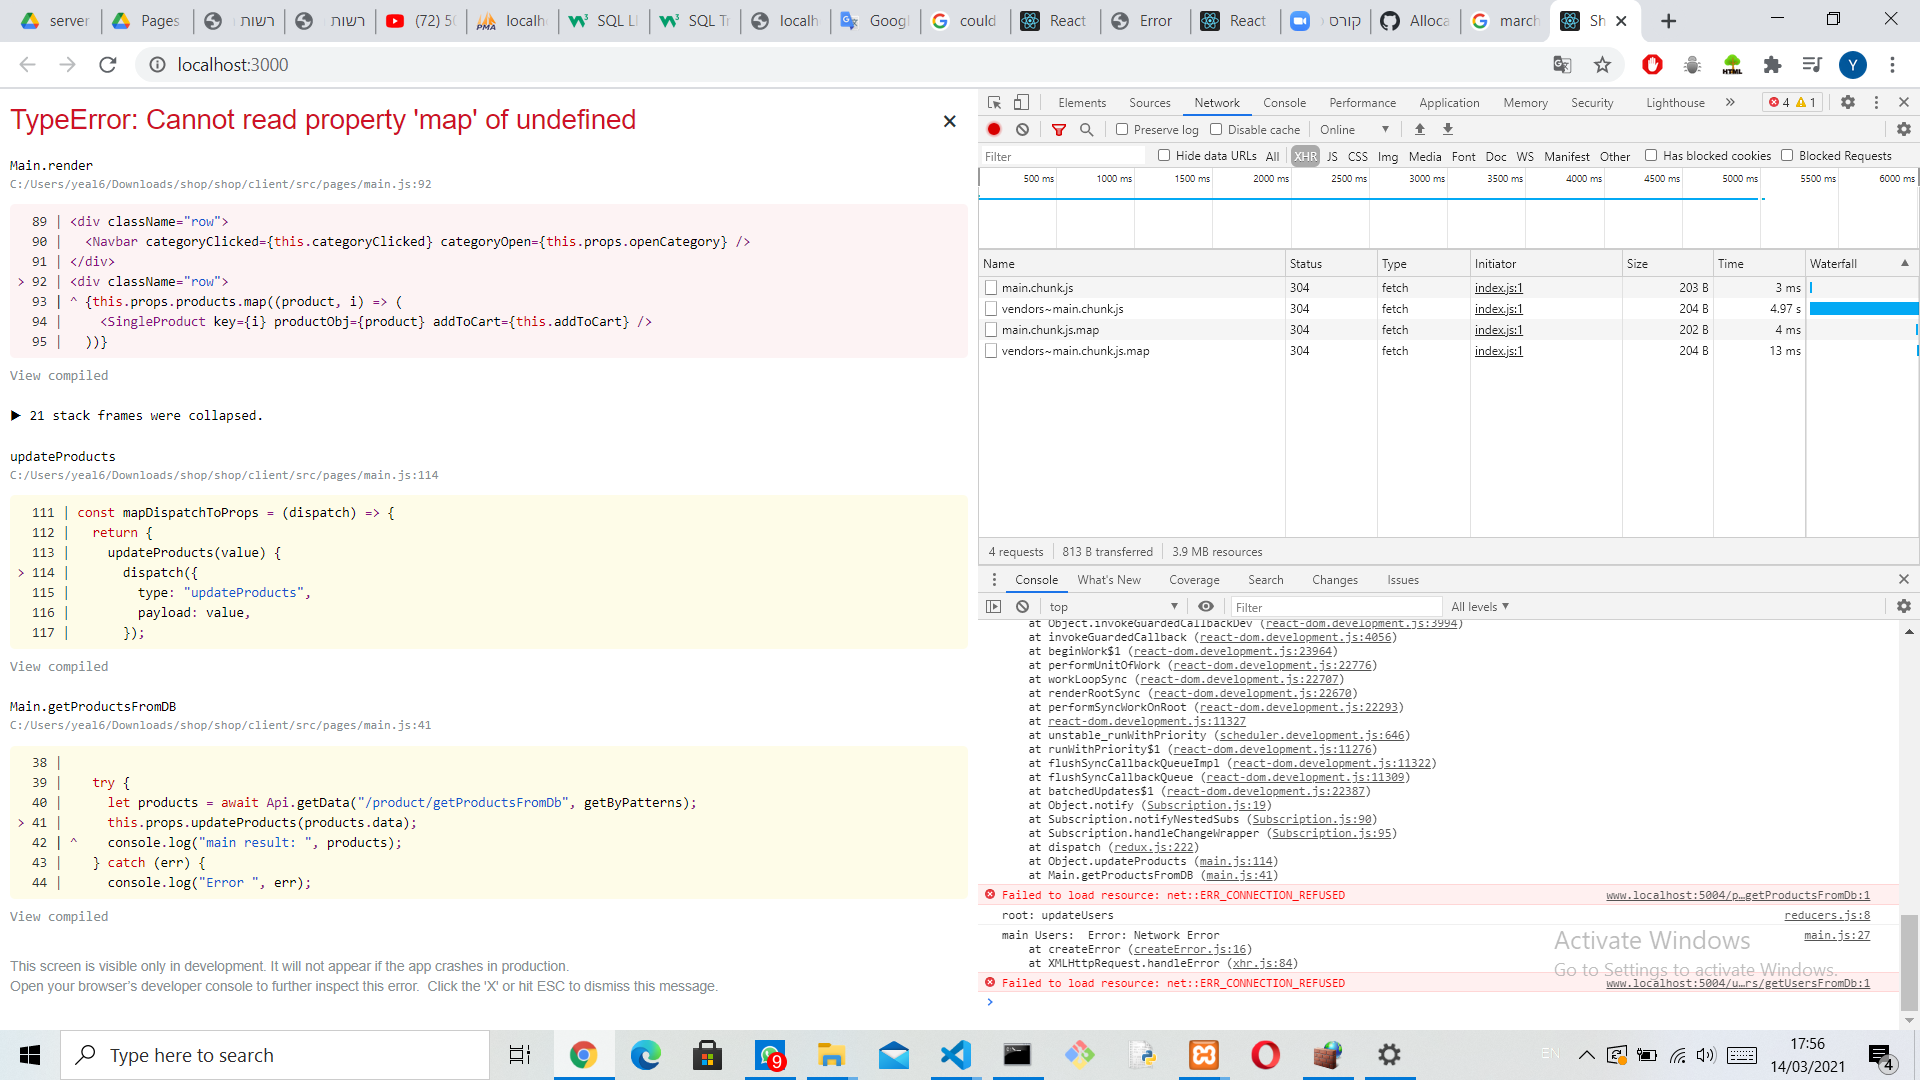 server
Pages
רשות
רשות
(72) 50
localh
SQL LI
SQL Tr
localh
Googl
could
React
Error
React
קורס
Alloca
march
Sh
localhost:3000
HTML
Y
TypeError: Cannot read property 'map' of undefined
Main.render
C:/Users/yeal6/Downloads/shop/shop/client/src/pages/main.js:92
89 | <div className="row">
90 | <Navbar categoryClicked={this.categoryClicked} categoryOpen={this.props.openCategory} />
91 | </div>
> 92 | <div className="row">
93 | ^ {this.props.products.map((product, i) => (
94 | <SingleProduct key={i} productObj={product} addToCart={this.addToCart} />
95 | ))}
View compiled
▶ 21 stack frames were collapsed.
updateProducts
C:/Users/yeal6/Downloads/shop/shop/client/src/pages/main.js:114
111 | const mapDispatchToProps = (dispatch) => {
112 | return {
113 | updateProducts(value) {
> 114 | dispatch({
115 | type: "updateProducts",
116 | payload: value,
117 | });
View compiled
Main.getProductsFromDB
C:/Users/yeal6/Downloads/shop/shop/client/src/pages/main.js:41
38 |
39 | try {
40 | let products = await Api.getData("/product/getProductsFromDb", getByPatterns);
> 41 | this.props.updateProducts(products.data);
42 | ^ console.log("main result: ", products);
43 | } catch (err) {
44 | console.log("Error ", err);
View compiled
This screen is visible only in development. It will not appear if the app crashes in production.
Open your browser's developer console to further inspect this error. Click the 'X' or hit ESC to dismiss this message.
Elements Sources Network Console Performance Application Memory Security Lighthouse » 4 1
Preserve log Disable cache Online
Filter Hide data URLs All XHR JS CSS Img Media Font Doc WS Manifest Other Has blocked cookies Blocked Requests
500 ms 1000 ms 1500 ms 2000 ms 2500 ms 3000 ms 3500 ms 4000 ms 4500 ms 5000 ms 5500 ms 6000 ms
Name Status Type Initiator Size Time Waterfall
main.chunk.js 304 fetch index.js:1 203 B 3 ms
vendors~main.chunk.js 304 fetch index.js:1 204 B 4.97 s
main.chunk.js.map 304 fetch index.js:1 202 B 4 ms
vendors~main.chunk.js.map 304 fetch index.js:1 204 B 13 ms
4 requests 813 B transferred 3.9 MB resources
Console What's New Coverage Search Changes Issues
top Filter All levels
at Object.invokeGuardedCallbackDev (react-dom.development.js:3994)
at invokeGuardedCallback (react-dom.development.js:4056)
at beginWork$1 (react-dom.development.js:23964)
at performUnitOfWork (react-dom.development.js:22776)
at workLoopSync (react-dom.development.js:22707)
at renderRootSync (react-dom.development.js:22670)
at performSyncWorkOnRoot (react-dom.development.js:22293)
at react-dom.development.js:11327
at unstable_runWithPriority (scheduler.development.js:646)
at runWithPriority$1 (react-dom.development.js:11276)
at flushSyncCallbackQueueImpl (react-dom.development.js:11322)
at flushSyncCallbackQueue (react-dom.development.js:11309)
at batchedUpdates$1 (react-dom.development.js:22387)
at Object.notify (Subscription.js:19)
at Subscription.notifyNestedSubs (Subscription.js:90)
at Subscription.handleChangeWrapper (Subscription.js:95)
at dispatch (redux.js:222)
at Object.updateProducts (main.js:114)
at Main.getProductsFromDB (main.js:41)
Failed to load resource: net::ERR_CONNECTION_REFUSED www.localhost:5004/p…getProductsFromDb:1
root: updateUsers reducers.js:8
main Users: Error: Network Error main.js:27
at createError (createError.js:16)
at XMLHttpRequest.handleError (xhr.js:84)
Failed to load resource: net::ERR_CONNECTION_REFUSED www.localhost:5004/u…rs/getUsersFromDb:1
Activate Windows
Go to Settings to activate Windows.
Type here to search
9
EN
17:56
14/03/2021
4